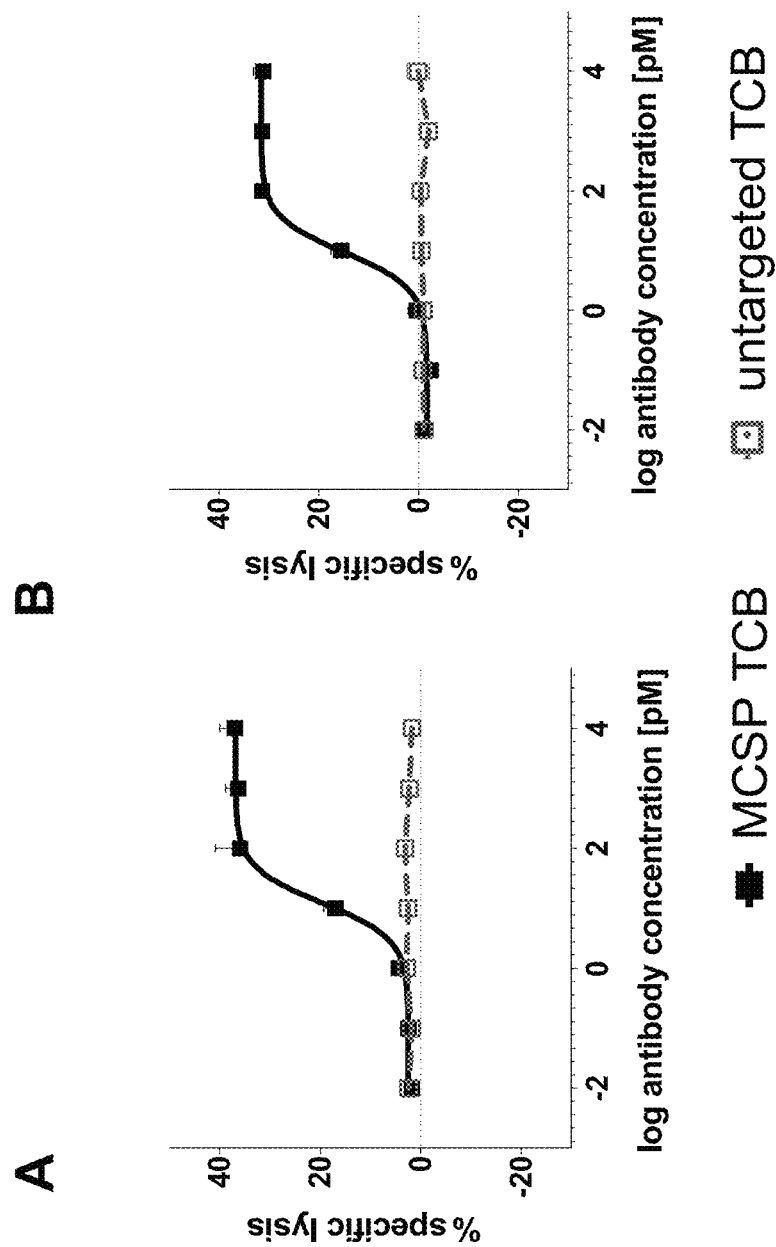 A
% specific lysis
40
20
0
-20
-2
0
2
4
log antibody concentration [pM]
B
% specific lysis
40
20
0
-20
-2
0
2
4
log antibody concentration [pM]
MCSP TCB
untargeted TCB